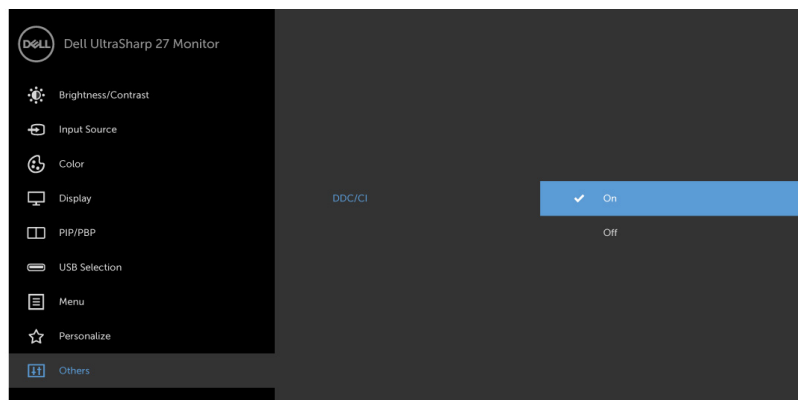 DELL
Dell UltraSharp 27 Monitor
Brightness/Contrast
Input Source
Color
Display
DDC/CI
On
PIP/PBP
Off
USB Selection
Menu
Personalize
Others